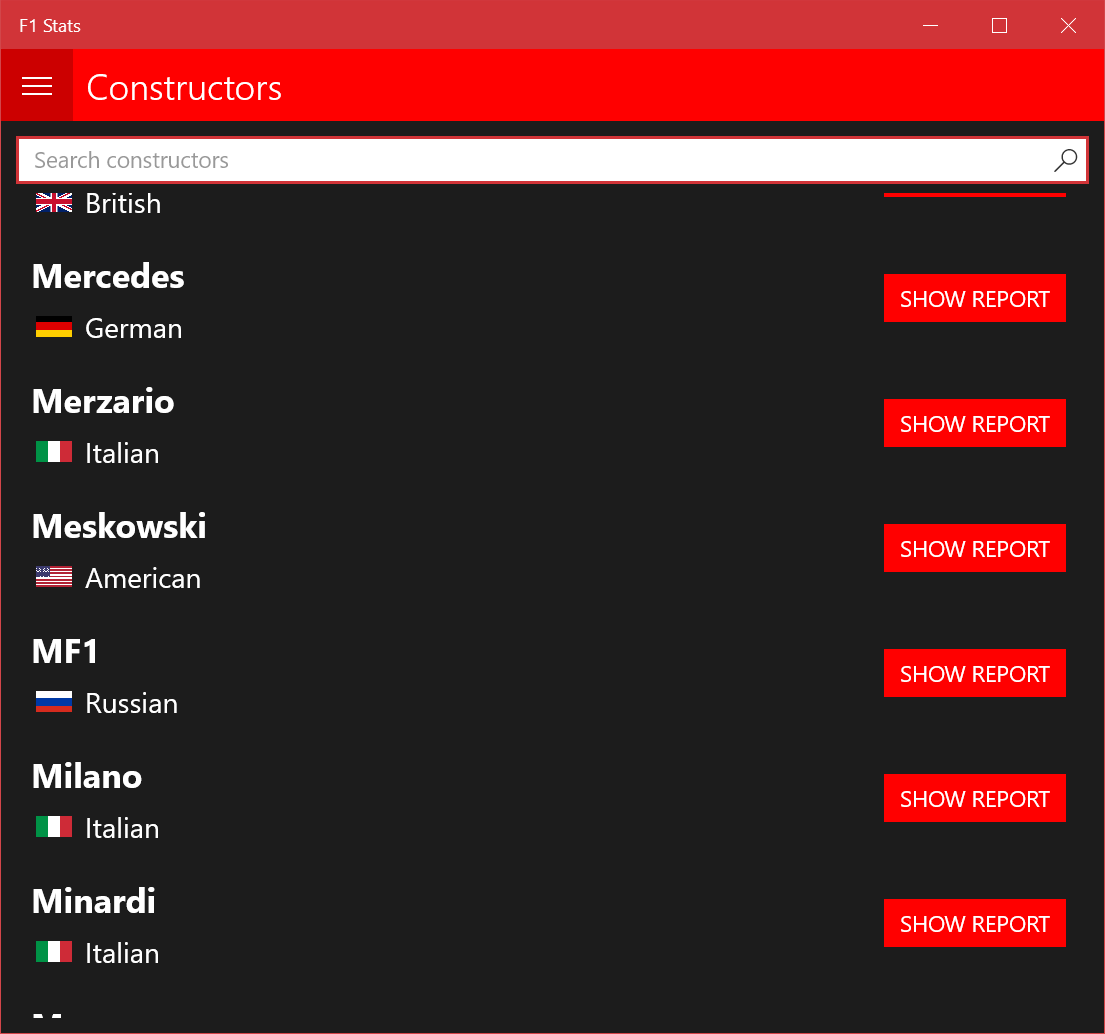 F1 Stats
Constructors
Search constructors
British
Mercedes
German
SHOW REPORT
Merzario
Italian
SHOW REPORT
Meskowski
American
SHOW REPORT
MF1
Russian
SHOW REPORT
Milano
Italian
SHOW REPORT
Minardi
Italian
SHOW REPORT